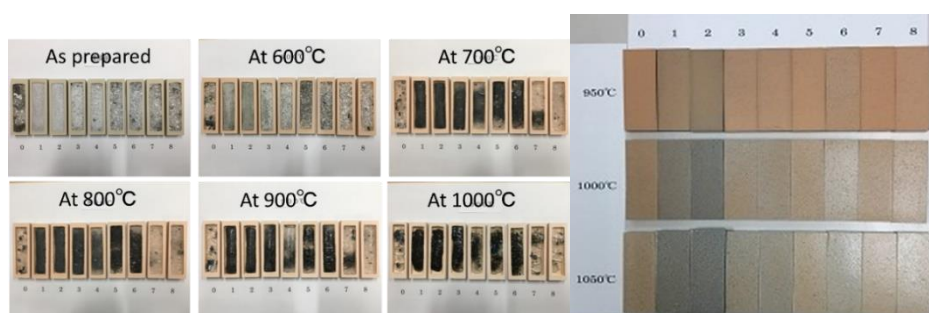 As prepared
0 1 2 3 4 5 6 7 8
At 600℃
0 1 2 3 4 5 6 7 8
At 700℃
0 1 2 3 4 5 6 7 8
At 800℃
0 1 2 3 4 5 6 7 8
At 900℃
0 1 2 3 4 5 6 7 8
At 1000℃
0 1 2 3 4 5 6 7 8
0 1 2 3 4 5 6 7 8
950℃
1000℃
1050℃